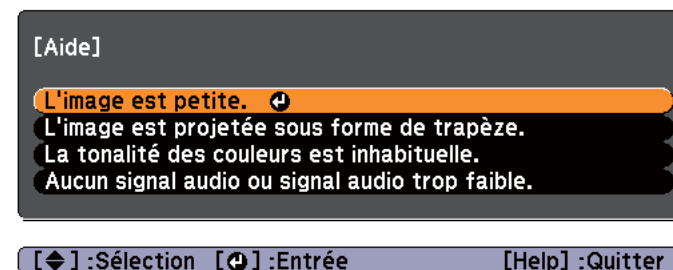 [Aide]
L'image est petite.
L'image est projetée sous forme de trapèze.
La tonalité des couleurs est inhabituelle.
Aucun signal audio ou signal audio trop faible.
[◆] :Sélection [⏎] :Entrée [Help] :Quitter